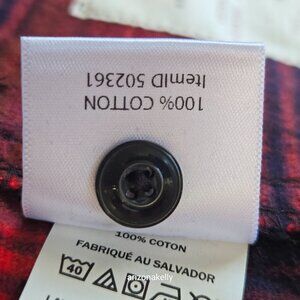 100% COTTON
ItemID 502361
100% COTON
FABRIQUÉ AU SALVADOR
40
arizonakelly